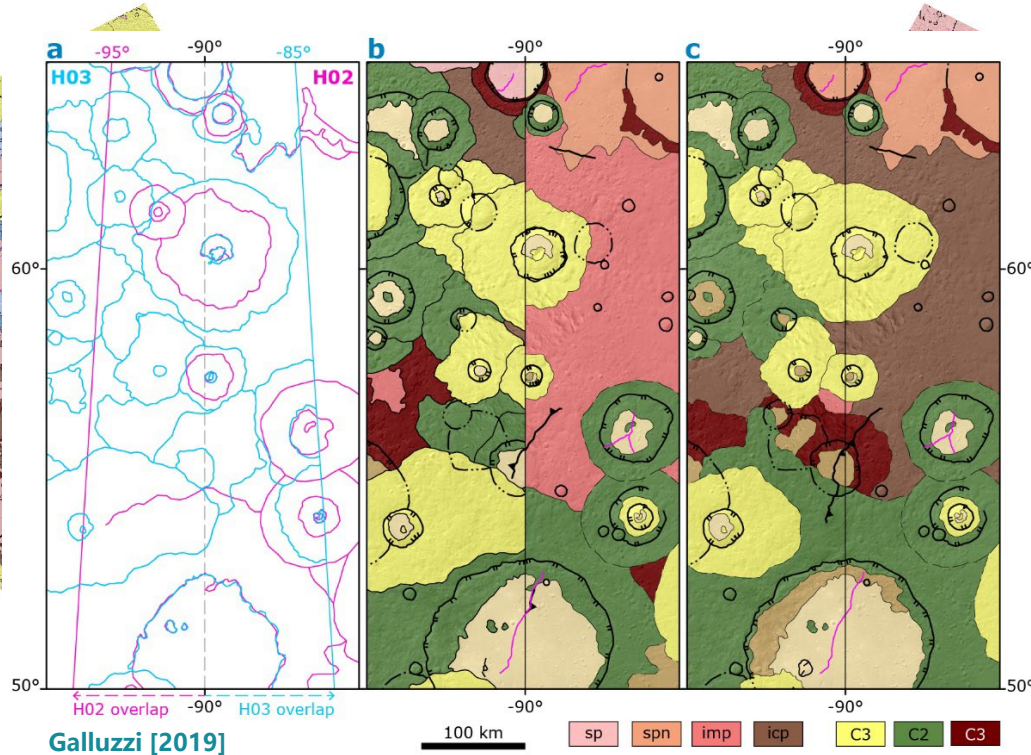 a
-95°
-90°
-85°
H03
H02
b
-90°
c
-90°
60°
60°
50°
50°
H02 overlap
-90°
H03 overlap
-90°
-90°
Galluzzi [2019]
100 km
sp
spn
imp
icp
C3
C2
C3